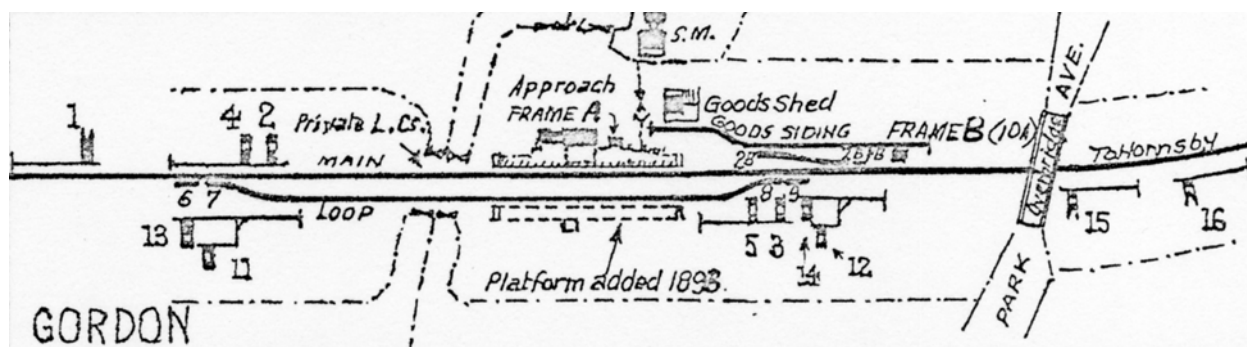 S.M.
AVE.
1
4
2
Private L.Cs.
Approach
FRAME A
Goods Shed
GOODS SIDING
FRAME B (10A)
Overbridge
To Hornsby
MAIN
2B
6
7
LOOP
8
9
13
11
5
3
14
12
15
16
Platform added 1893.
PARK
GORDON